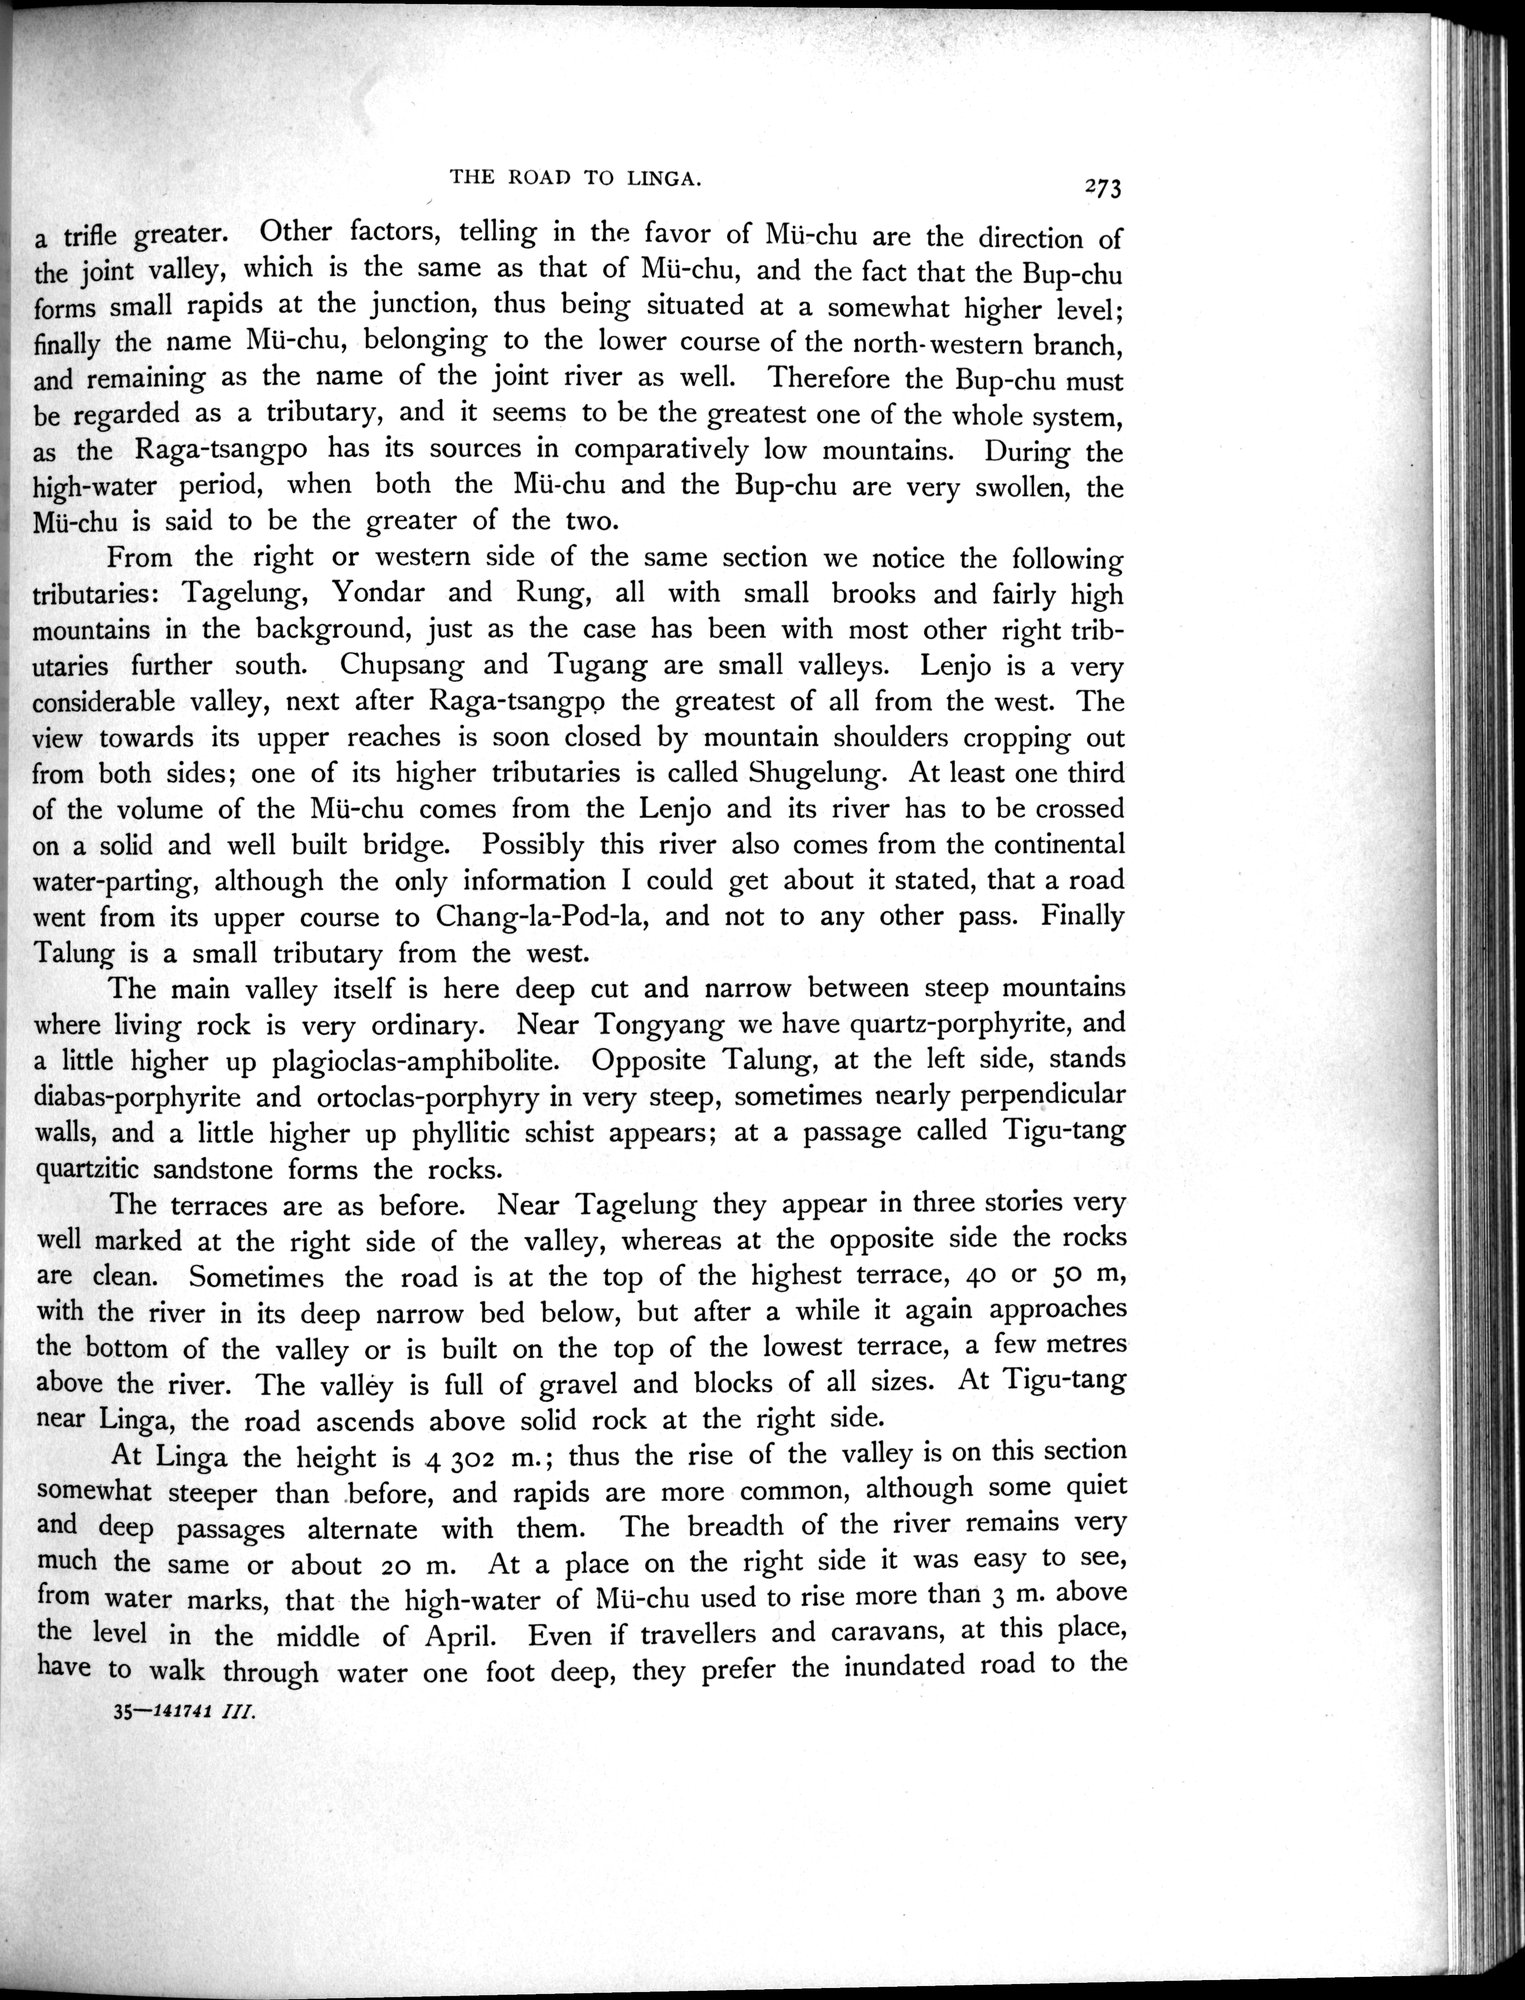 THE ROAD TO LINGA.
273
a trifle greater. Other factors, telling in the favor of Mü-chu are the direction of
the joint valley, which is the same as that of Mü-chu, and the fact that the Bup-chu
forms small rapids at the junction, thus being situated at a somewhat higher level;
finally the name Mü-chu, belonging to the lower course of the north-western branch,
and remaining as the name of the joint river as well. Therefore the Bup-chu must
be regarded as a tributary, and it seems to be the greatest one of the whole system,
as the Raga-tsangpo has its sources in comparatively low mountains. During the
high-water period, when both the Mü-chu and the Bup-chu are very swollen, the
Mü-chu is said to be the greater of the two.
From the right or western side of the same section we notice the following
tributaries: Tagelung, Yondar and Rung, all with small brooks and fairly high
mountains in the background, just as the case has been with most other right trib-
utaries further south. Chupsang and Tugang are small valleys. Lenjo is a very
considerable valley, next after Raga-tsangpo the greatest of all from the west. The
view towards its upper reaches is soon closed by mountain shoulders cropping out
from both sides; one of its higher tributaries is called Shugelung. At least one third
of the volume of the Mü-chu comes from the Lenjo and its river has to be crossed
on a solid and well built bridge. Possibly this river also comes from the continental
water-parting, although the only information I could get about it stated, that a road
went from its upper course to Chang-la-Pod-la, and not to any other pass. Finally
Talung is a small tributary from the west.
The main valley itself is here deep cut and narrow between steep mountains
where living rock is very ordinary. Near Tongyang we have quartz-porphyrite, and
a little higher up plagioclas-amphibolite. Opposite Talung, at the left side, stands
diabas-porphyrite and ortoclas-porphyry in very steep, sometimes nearly perpendicular
walls, and a little higher up phyllitic schist appears; at a passage called Tigu-tang
quartzitic sandstone forms the rocks.
The terraces are as before. Near Tagelung they appear in three stories very
well marked at the right side of the valley, whereas at the opposite side the rocks
are clean. Sometimes the road is at the top of the highest terrace, 40 or 50 m,
with the river in its deep narrow bed below, but after a while it again approaches
the bottom of the valley or is built on the top of the lowest terrace, a few metres
above the river. The valley is full of gravel and blocks of all sizes. At Tigu-tang
near Linga, the road ascends above solid rock at the right side.
At Linga the height is 4 302 m.; thus the rise of the valley is on this section
somewhat steeper than before, and rapids are more common, although some quiet
and deep passages alternate with them. The breadth of the river remains very
much the same or about 20 m. At a place on the right side it was easy to see,
from water marks, that the high-water of Mü-chu used to rise more than 3 m. above
the level in the middle of April. Even if travellers and caravans, at this place,
have to walk through water one foot deep, they prefer the inundated road to the
35—141741 III.